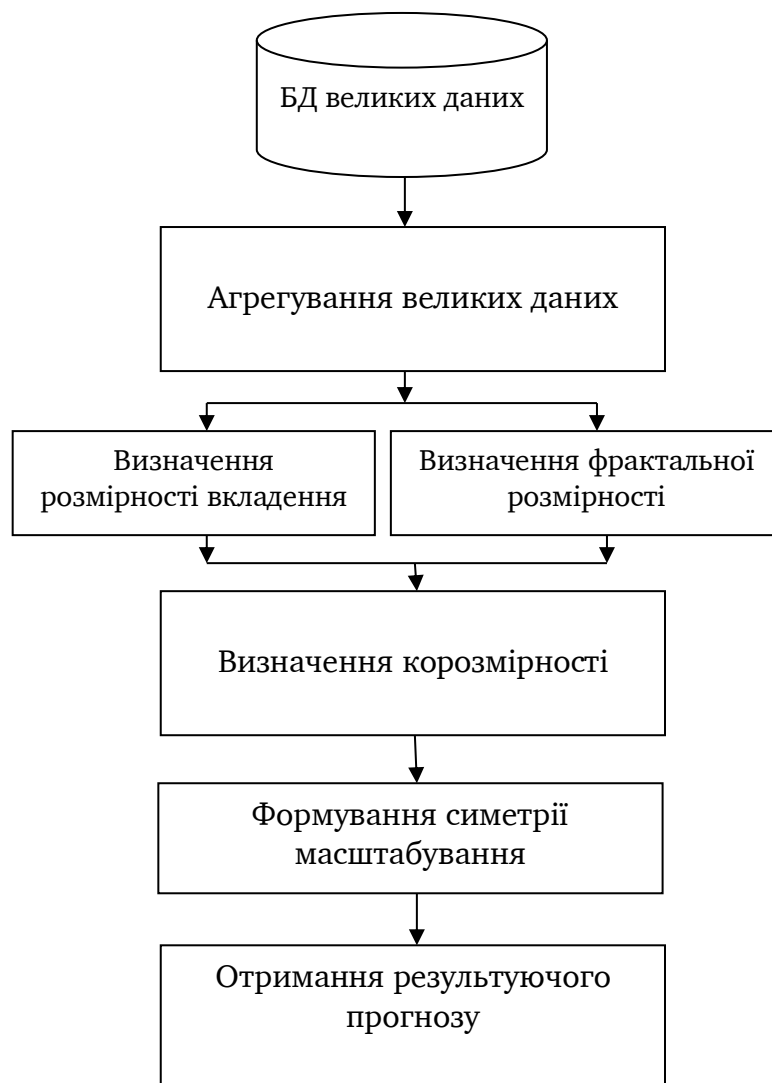 БД великих даних
Агрегування великих даних
Визначення
розмірності вкладення
Визначення фрактальної
розмірності
Визначення корозмірності
Формування симетрії
масштабування
Отримання результуючого
прогнозу